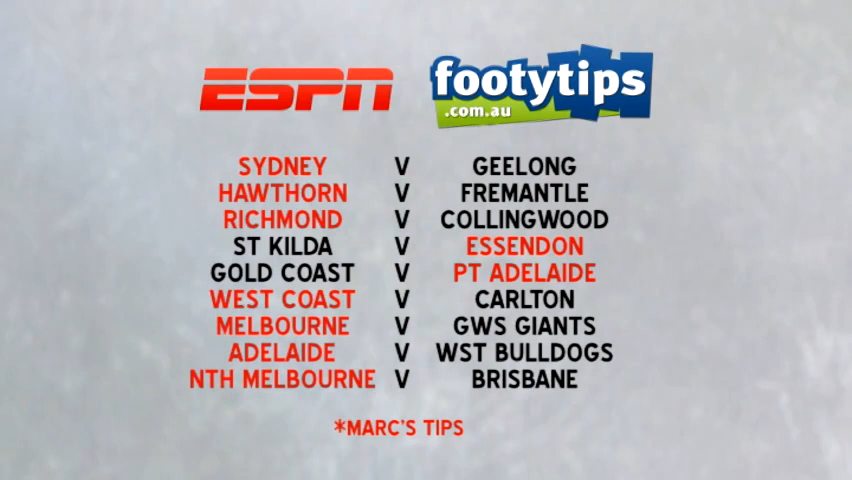 ESPN footytips
.com.au
SYDNEY V GEELONG
HAWTHORN V FREMANTLE
RICHMOND V COLLINGWOOD
ST KILDA V ESSENDON
GOLD COAST V PT ADELAIDE
WEST COAST V CARLTON
MELBOURNE V GWS GIANTS
ADELAIDE V WST BULLDOGS
NTH MELBOURNE V BRISBANE
*MARC'S TIPS